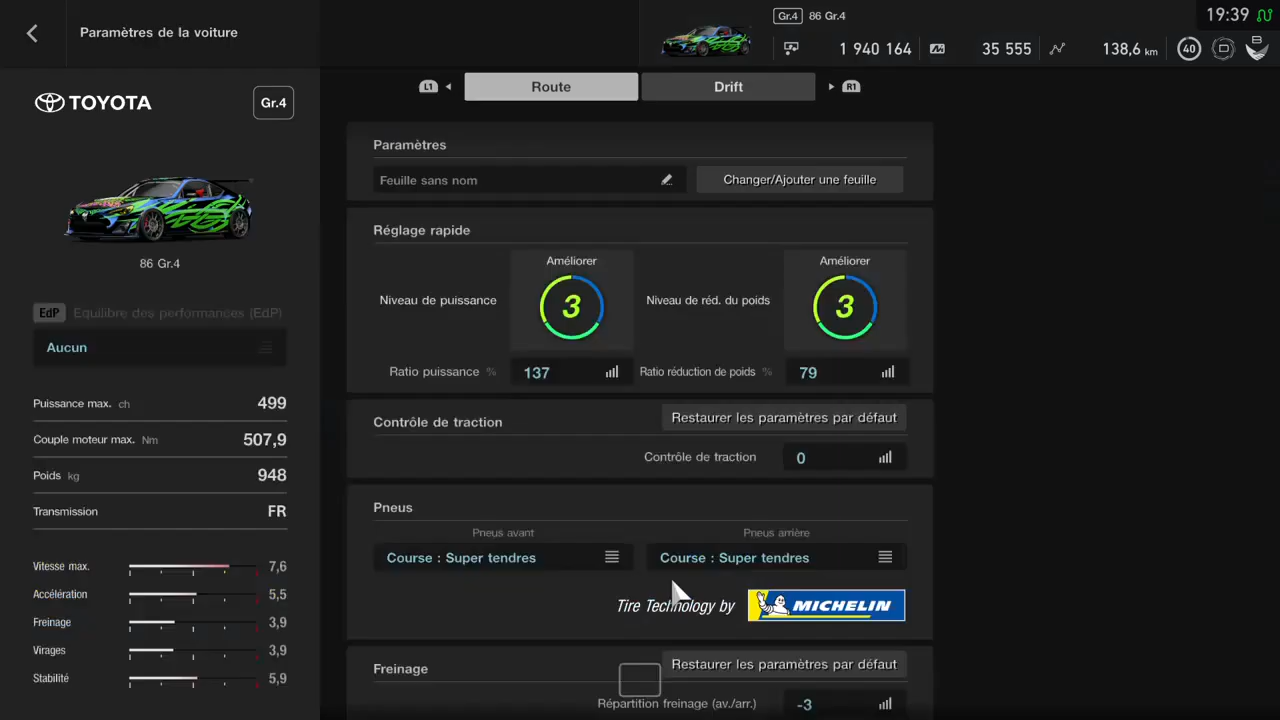 Paramètres de la voiture
Gr.4 86 Gr.4
19:39
1 940 164 35 555 138,6 km 40 B
L1 Route Drift R1
TOYOTA Gr.4
86 Gr.4
EdP Equilibre des performances (EdP)
Aucun
Puissance max. ch 499
Couple moteur max. Nm 507,9
Poids kg 948
Transmission FR
Vitesse max. 7,6
Accélération 5,5
Freinage 3,9
Virages 3,9
Stabilité 5,9
Paramètres
Feuille sans nom Changer/Ajouter une feuille
Réglage rapide
Améliorer Améliorer
Niveau de puissance 3 Niveau de réd. du poids 3
Ratio puissance % 137 Ratio réduction de poids % 79
Contrôle de traction Restaurer les paramètres par défaut
Contrôle de traction 0
Pneus
Pneus avant Pneus arrière
Course : Super tendres Course : Super tendres
Tire Technology by MICHELIN
Freinage Restaurer les paramètres par défaut
Répartition freinage (av./arr.) -3